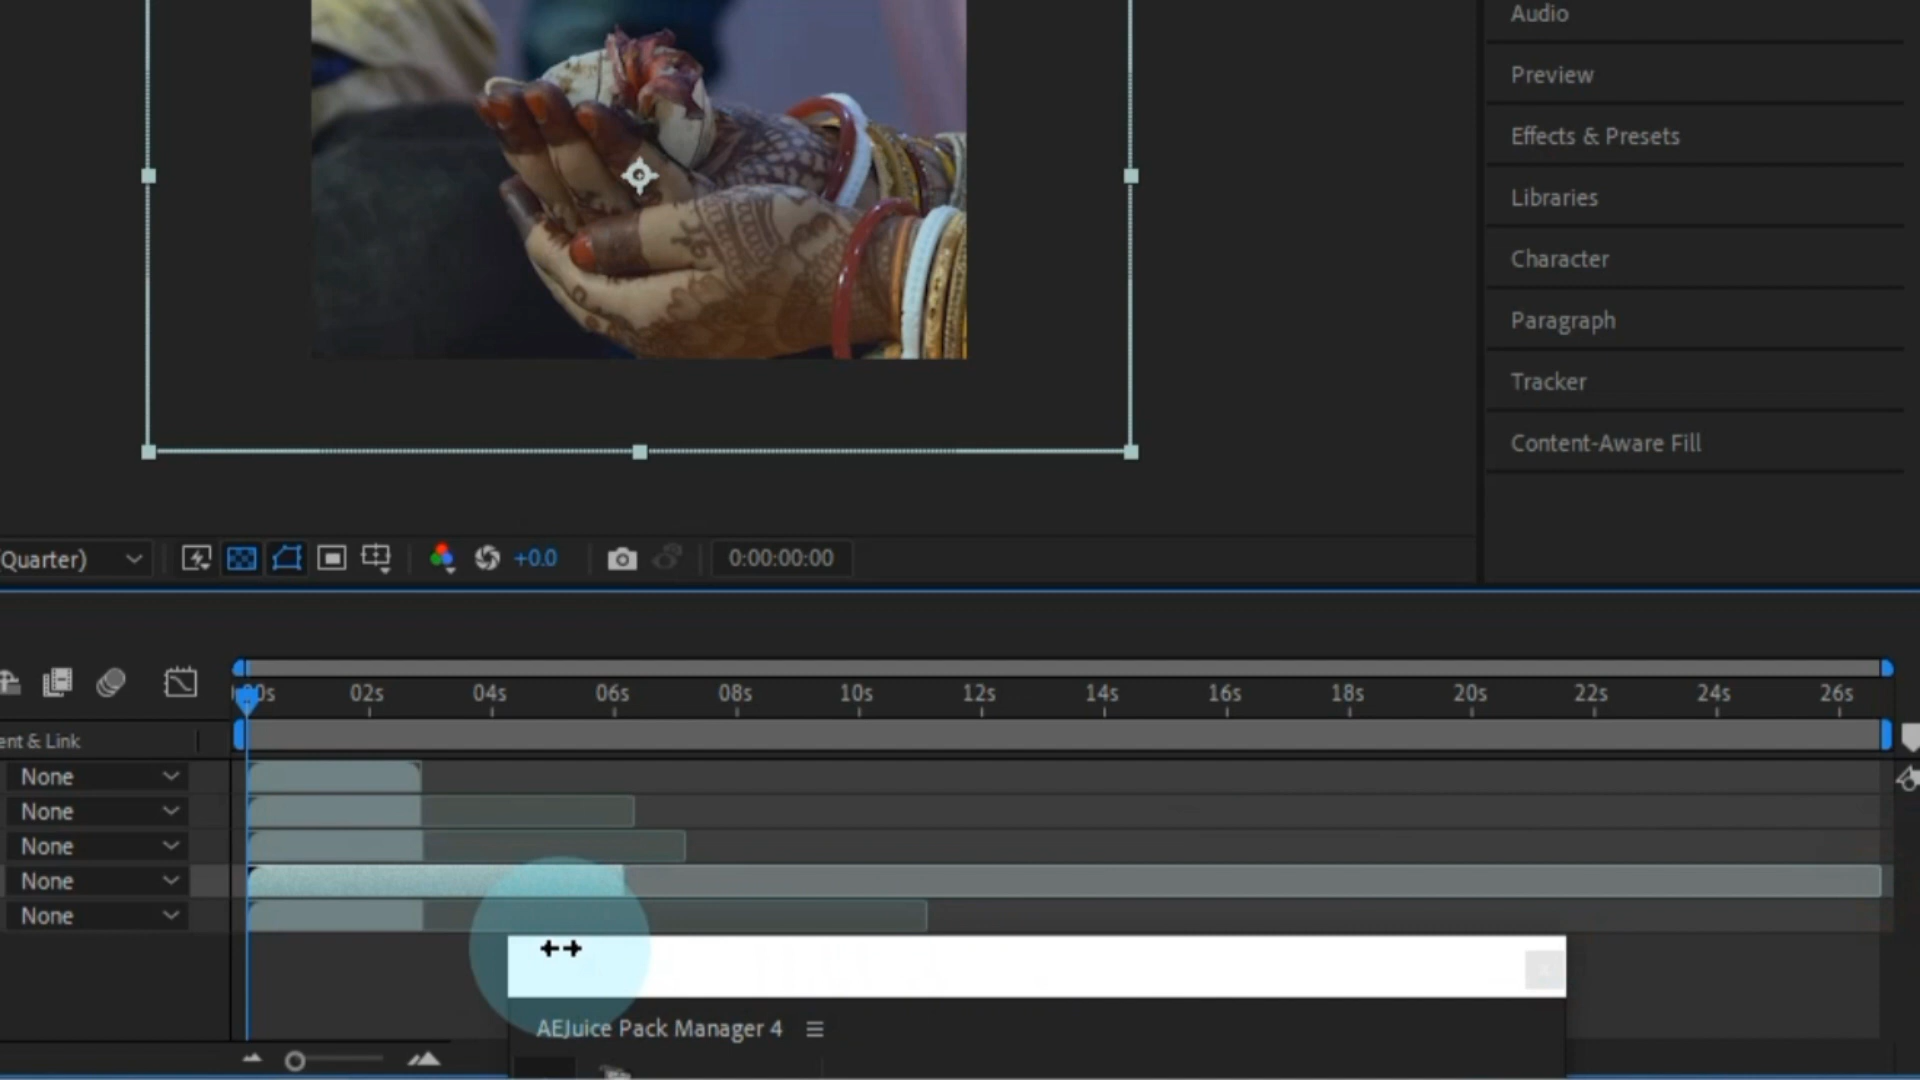 Audio
Preview
Effects & Presets
Libraries
Character
Paragraph
Tracker
Content-Aware Fill
Quarter)
+0.0
0:00:00:00
02s 04s 06s 08s 10s 12s 14s 16s 18s 20s 22s 24s 26s
ent & Link
None
None
None
None
None
AEJuice Pack Manager 4